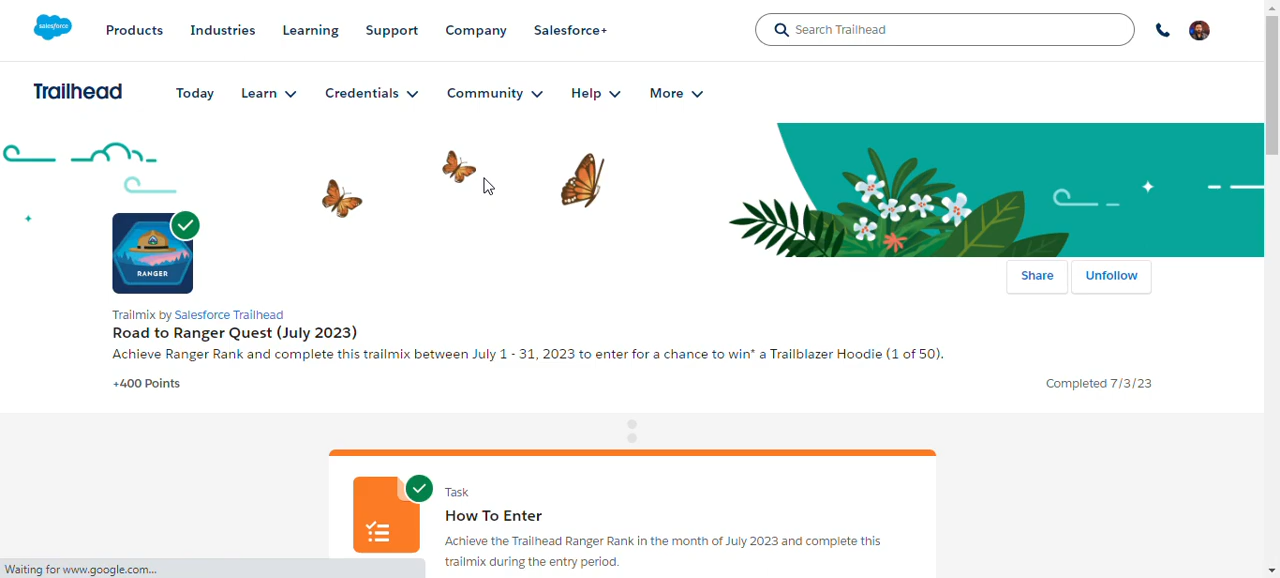 salesforce
Products Industries Learning Support Company Salesforce+
Search Trailhead
Trailhead
Today Learn Credentials Community Help More
RANGER
Share Unfollow
Trailmix by Salesforce Trailhead
Road to Ranger Quest (July 2023)
Achieve Ranger Rank and complete this trailmix between July 1 - 31, 2023 to enter for a chance to win* a Trailblazer Hoodie (1 of 50).
+400 Points
Completed 7/3/23
Task
How To Enter
Achieve the Trailhead Ranger Rank in the month of July 2023 and complete this
trailmix during the entry period.
Waiting for www.google.com...